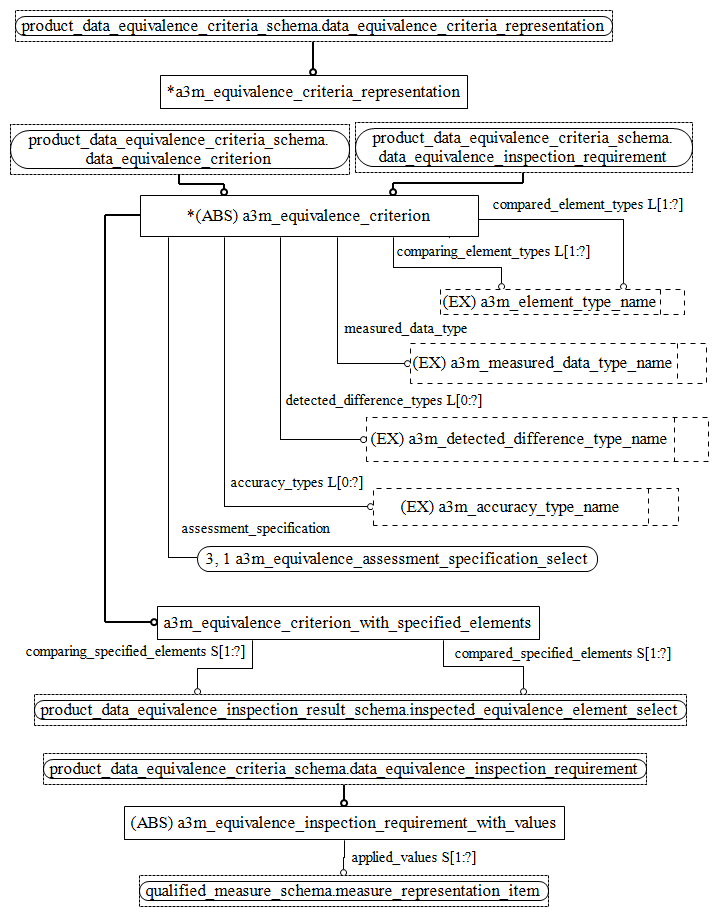 product_data_equivalence_criteria_schema.data_equivalence_criteria_representation
*a3m_equivalence_criteria_representation
product_data_equivalence_criteria_schema.
data_equivalence_criterion
product_data_equivalence_criteria_schema.
data_equivalence_inspection_requirement
*(ABS) a3m_equivalence_criterion
compared_element_types L[1:?]
comparing_element_types L[1:?]
(EX) a3m_element_type_name
measured_data_type
(EX) a3m_measured_data_type_name
detected_difference_types L[0:?]
(EX) a3m_detected_difference_type_name
accuracy_types L[0:?]
(EX) a3m_accuracy_type_name
assessment_specification
3, 1 a3m_equivalence_assessment_specification_select
a3m_equivalence_criterion_with_specified_elements
comparing_specified_elements S[1:?]
compared_specified_elements S[1:?]
product_data_equivalence_inspection_result_schema.inspected_equivalence_element_select
product_data_equivalence_criteria_schema.data_equivalence_inspection_requirement
(ABS) a3m_equivalence_inspection_requirement_with_values
applied_values S[1:?]
qualified_measure_schema.measure_representation_item